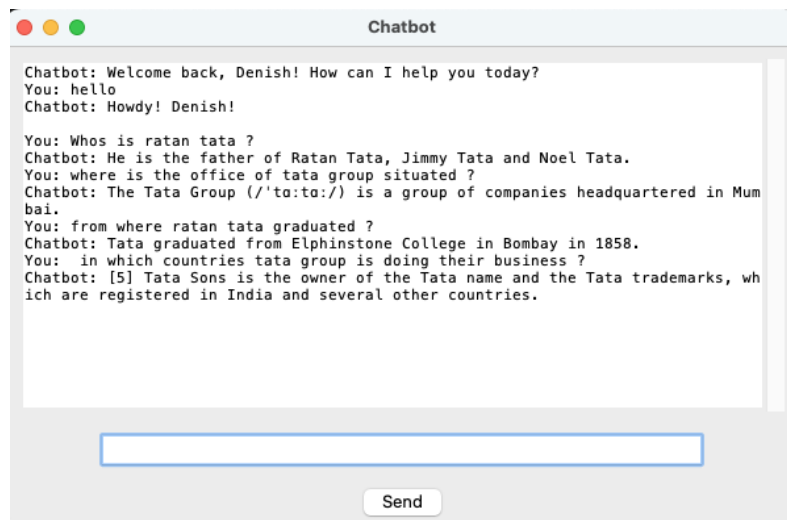 Chatbot
Chatbot: Welcome back, Denish! How can I help you today?
You: hello
Chatbot: Howdy! Denish!
You: Whos is ratan tata ?
Chatbot: He is the father of Ratan Tata, Jimmy Tata and Noel Tata.
You: where is the office of tata group situated ?
Chatbot: The Tata Group (/ˈtɑːtɑː/) is a group of companies headquartered in Mum
bai.
You: from where ratan tata graduated ?
Chatbot: Tata graduated from Elphinstone College in Bombay in 1858.
You:  in which countries tata group is doing their business ?
Chatbot: [5] Tata Sons is the owner of the Tata name and the Tata trademarks, wh
ich are registered in India and several other countries.
Send